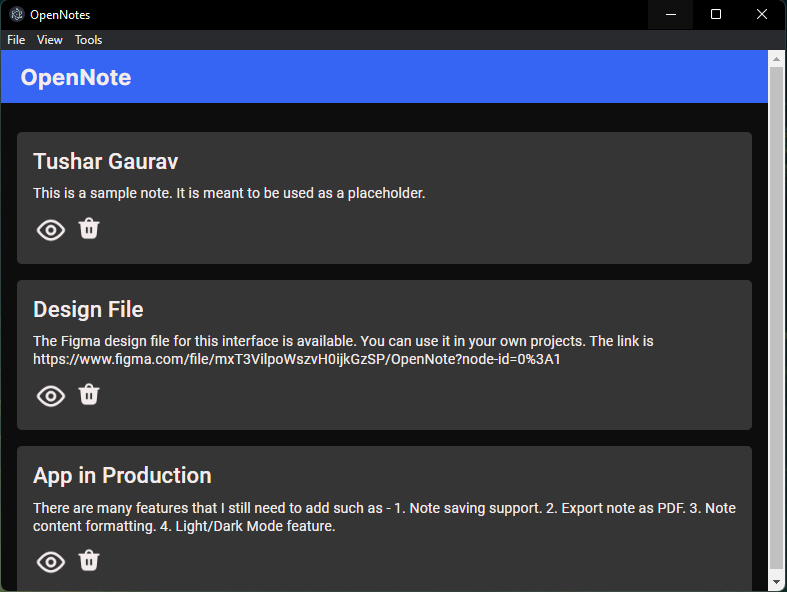 OpenNotes
File View Tools
OpenNote
Tushar Gaurav
This is a sample note. It is meant to be used as a placeholder.
Design File
The Figma design file for this interface is available. You can use it in your own projects. The link is
https://www.figma.com/file/mxT3VilpoWszvH0ijkGzSP/OpenNote?node-id=0%3A1
App in Production
There are many features that I still need to add such as - 1. Note saving support. 2. Export note as PDF. 3. Note
content formatting. 4. Light/Dark Mode feature.